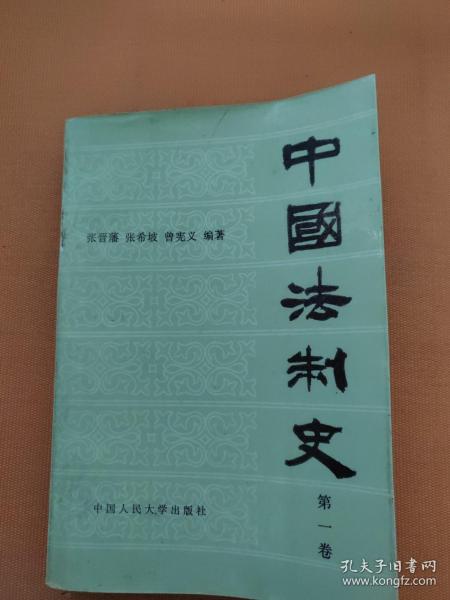 中國法制史
第一卷
张晋藩 张希坡 曾宪义 编著
中国人民大学出版社
孔夫子旧书网
www.kongfz.com